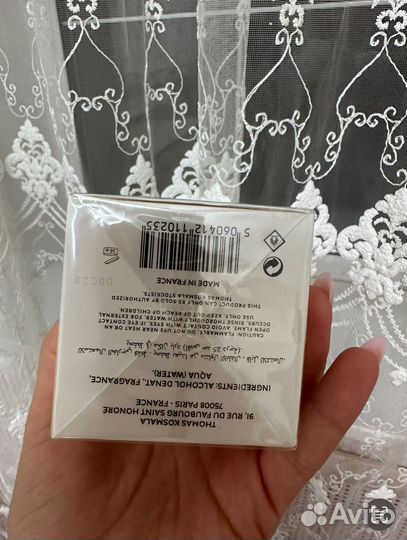 THOMAS KOSMALA
91, RUE DU FAUBOURG SAINT HONORÉ
75008 PARIS - FRANCE
INGREDIENTS: ALCOHOL DENAT, FRAGRANCE,
AQUA (WATER).
CAUTION. FLAMMABLE. DO NOT USE NEAR HEAT OR AN
OPEN FLAME. AVOID CONTACT WITH EYES. IF EYE CONTACT
OCCURES, RINSE THOROUGHLY WITH WATER. FOR EXTERNAL
USE ONLY. KEEP OUT OF REACH OF CHILDREN
THIS PRODUCT CAN ONLY BE SOLD BY AUTHORIZED
THOMAS KOSMALA STOCKISTS.
MADE IN FRANCE
5 060412 110235
Avito